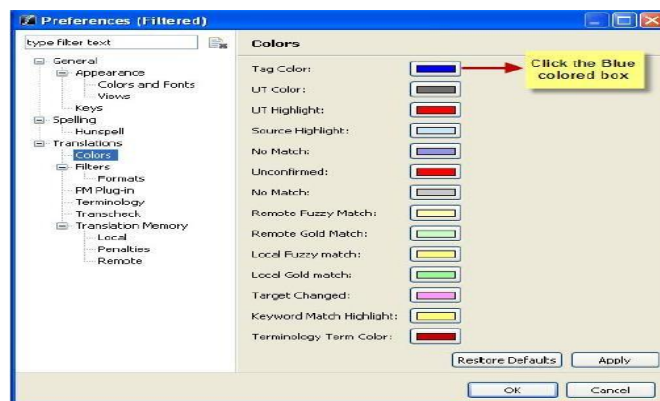 Preferences (Filtered)
type filter text
General
Appearance
Colors and Fonts
Views
Keys
Spelling
Hunspell
Translations
Colors
Filters
Formats
PM Plug-in
Terminology
Transcheck
Translation Memory
Local
Penalties
Remote
Colors
Tag Color:
UT Color:
UT Highlight:
Source Highlight:
No Match:
Unconfirmed:
No Match:
Remote Fuzzy Match:
Remote Gold Match:
Local Fuzzy match:
Local Gold match:
Target Changed:
Keyword Match Highlight:
Terminology Term Color:
Click the Blue
colored box
Restore Defaults
Apply
OK
Cancel